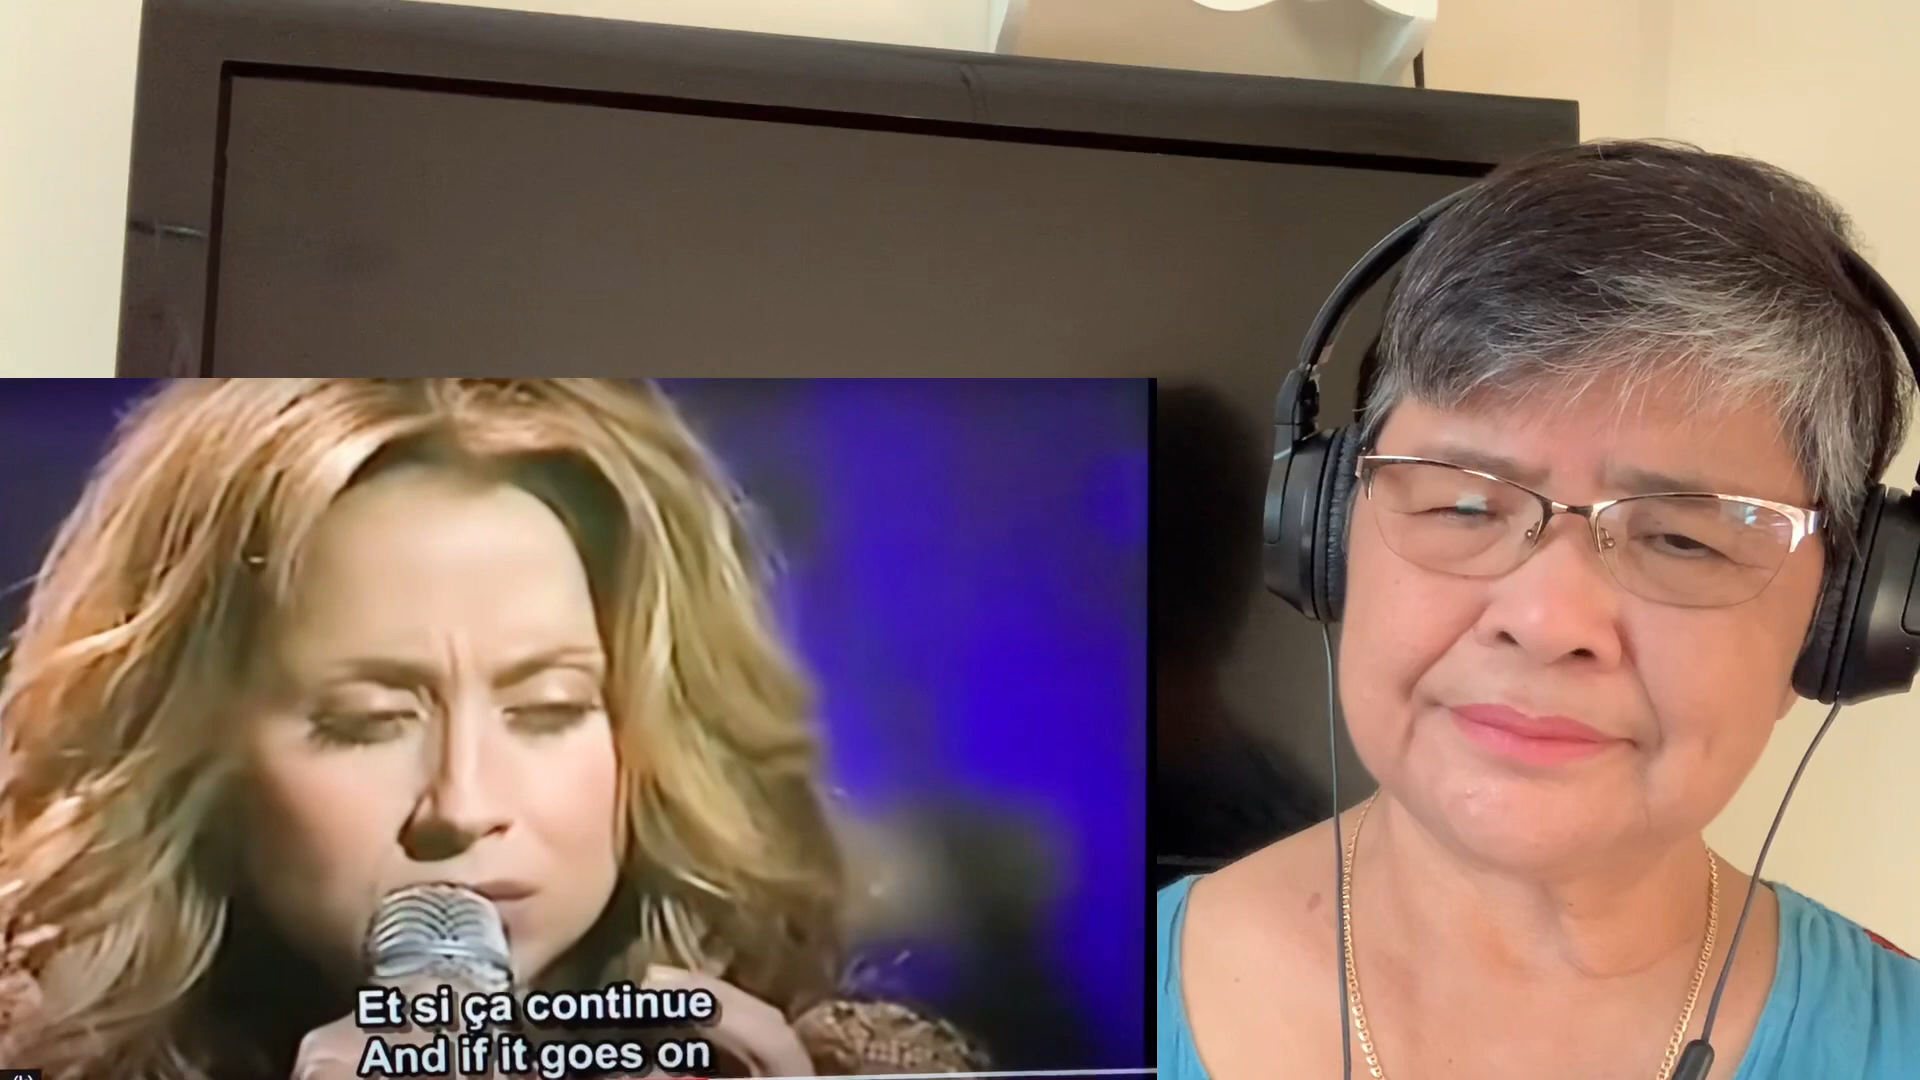 Et si ça continue
And if it goes on